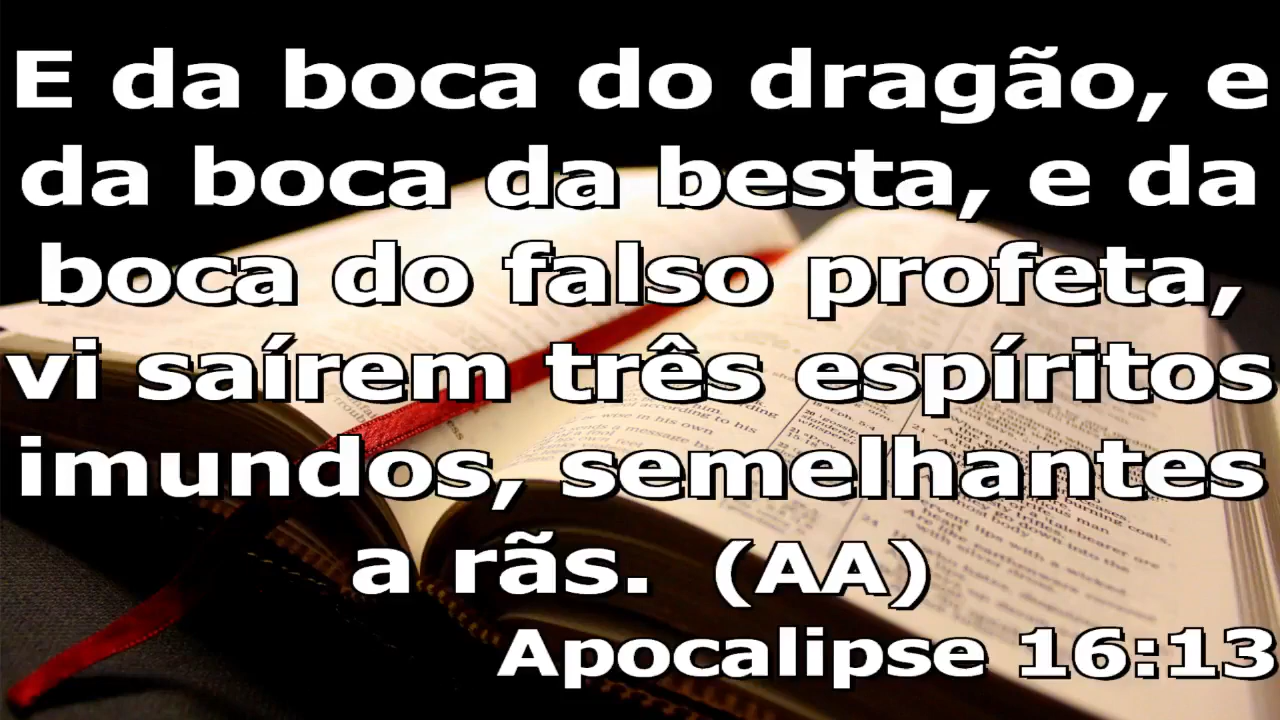 E da boca do dragão, e
da boca da besta, e da
boca do falso profeta,
vi saírem três espíritos
imundos, semelhantes
a rãs. (AA)
Apocalipse 16:13